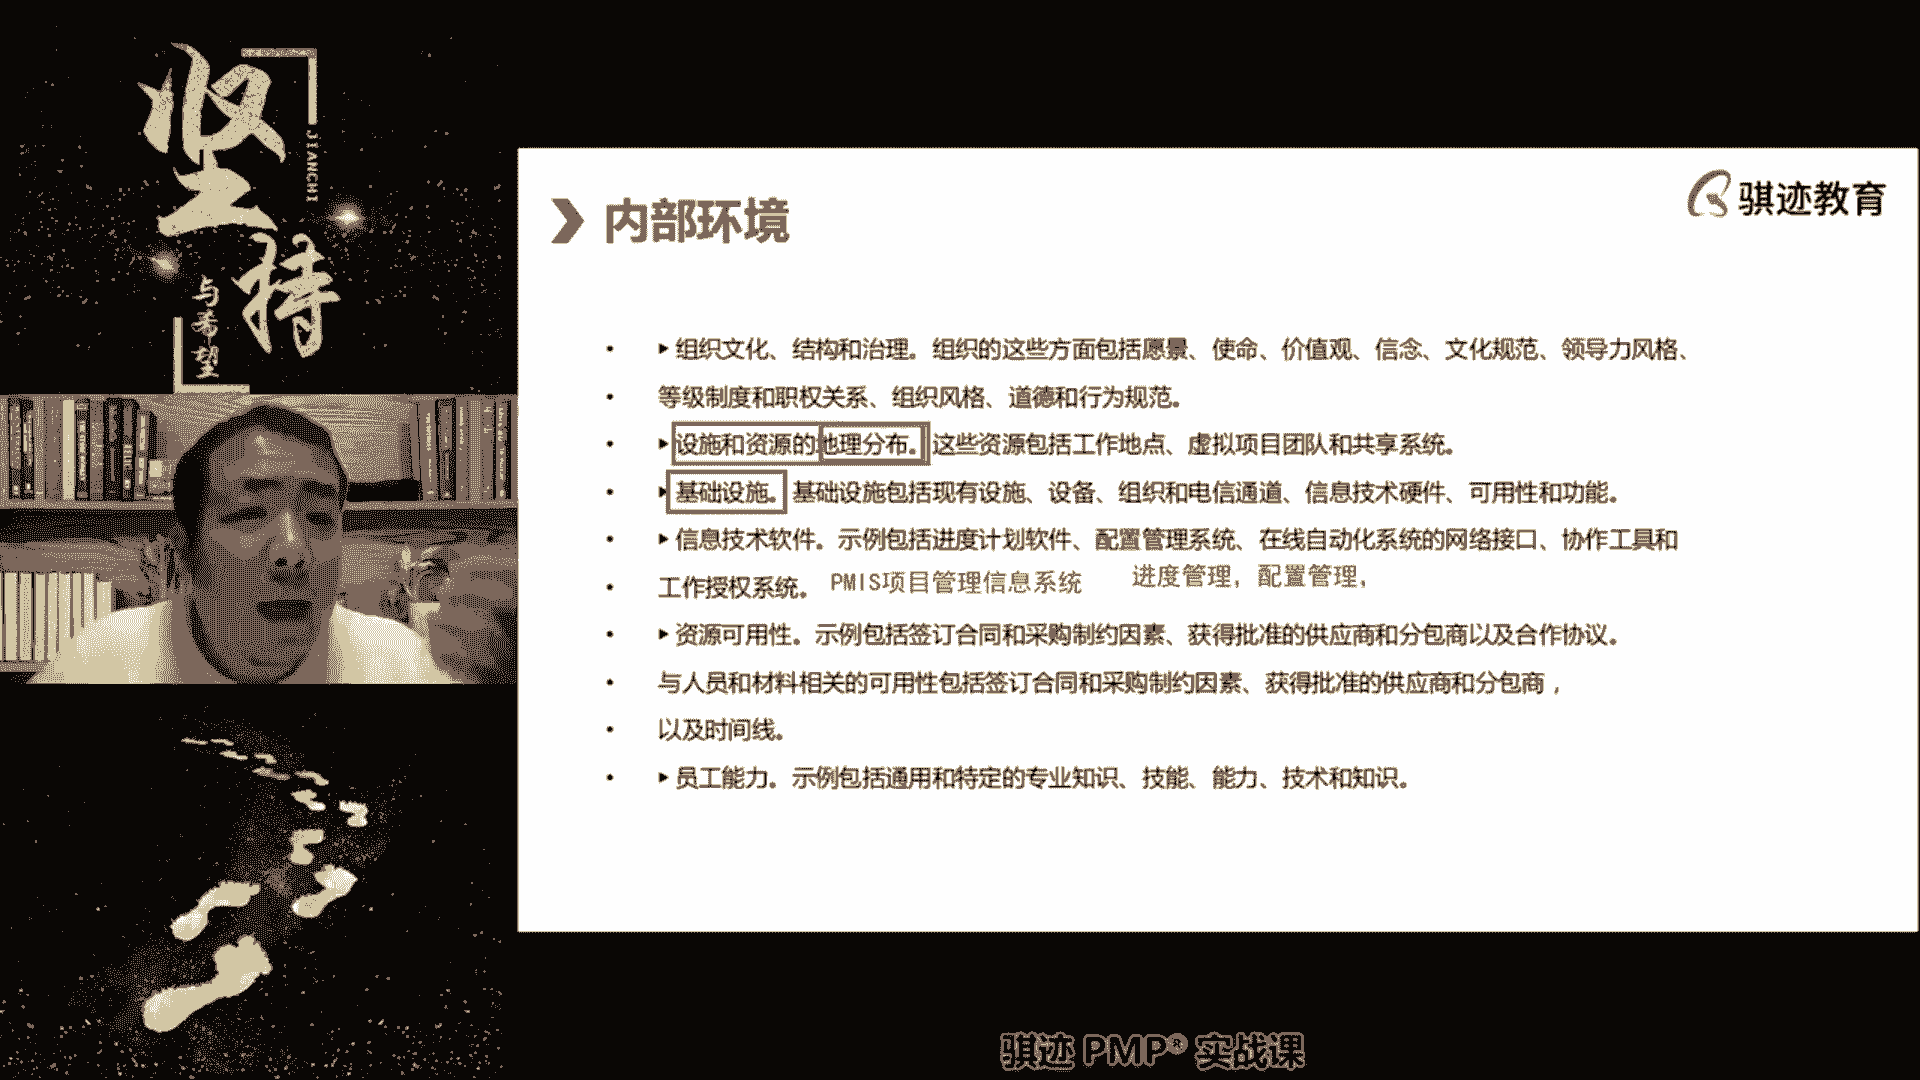 坚持
JIANCHI
与希望
骐迹教育
内部环境
• ▸组织文化、结构和治理。组织的这些方面包括愿景、使命、价值观、信念、文化规范、领导力风格、
• 等级制度和职权关系、组织风格、道德和行为规范。
• ▸设施和资源的地理分布。这些资源包括工作地点、虚拟项目团队和共享系统。
• ▸基础设施。基础设施包括现有设施、设备、组织和电信通道、信息技术硬件、可用性和功能。
• ▸信息技术软件。示例包括进度计划软件、配置管理系统、在线自动化系统的网络接口、协作工具和
• 工作授权系统。 PMIS项目管理信息系统 进度管理，配置管理，
• ▸资源可用性。示例包括签订合同和采购制约因素、获得批准的供应商和分包商以及合作协议。
• 与人员和材料相关的可用性包括签订合同和采购制约因素、获得批准的供应商和分包商，
• 以及时间线。
• ▸员工能力。示例包括通用和特定的专业知识、技能、能力、技术和知识。
骐迹 PMP® 实战课